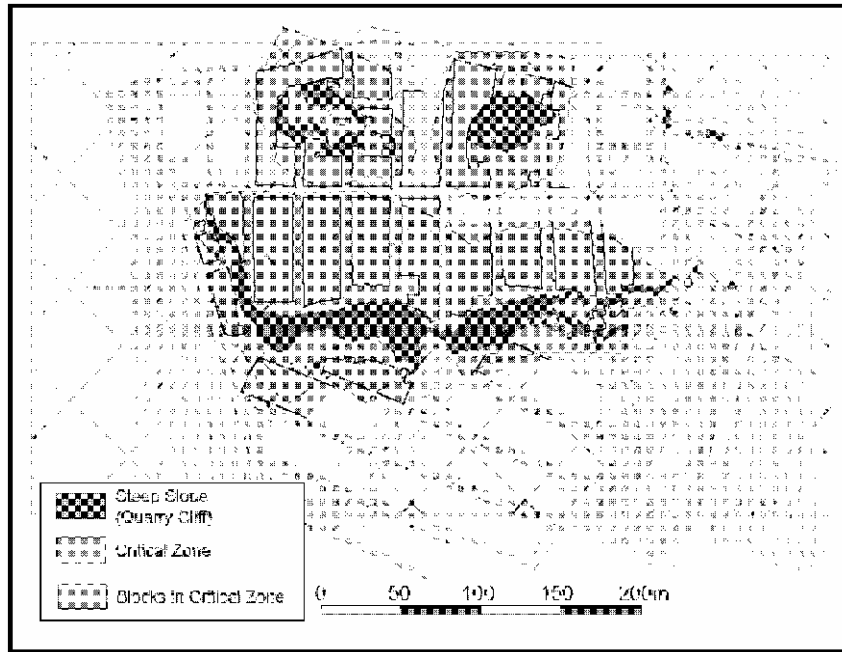 Steep Slope
(Quarry Cliff)
Critical Zone
Blocks in Critical Zone
0 50 100 150 200m